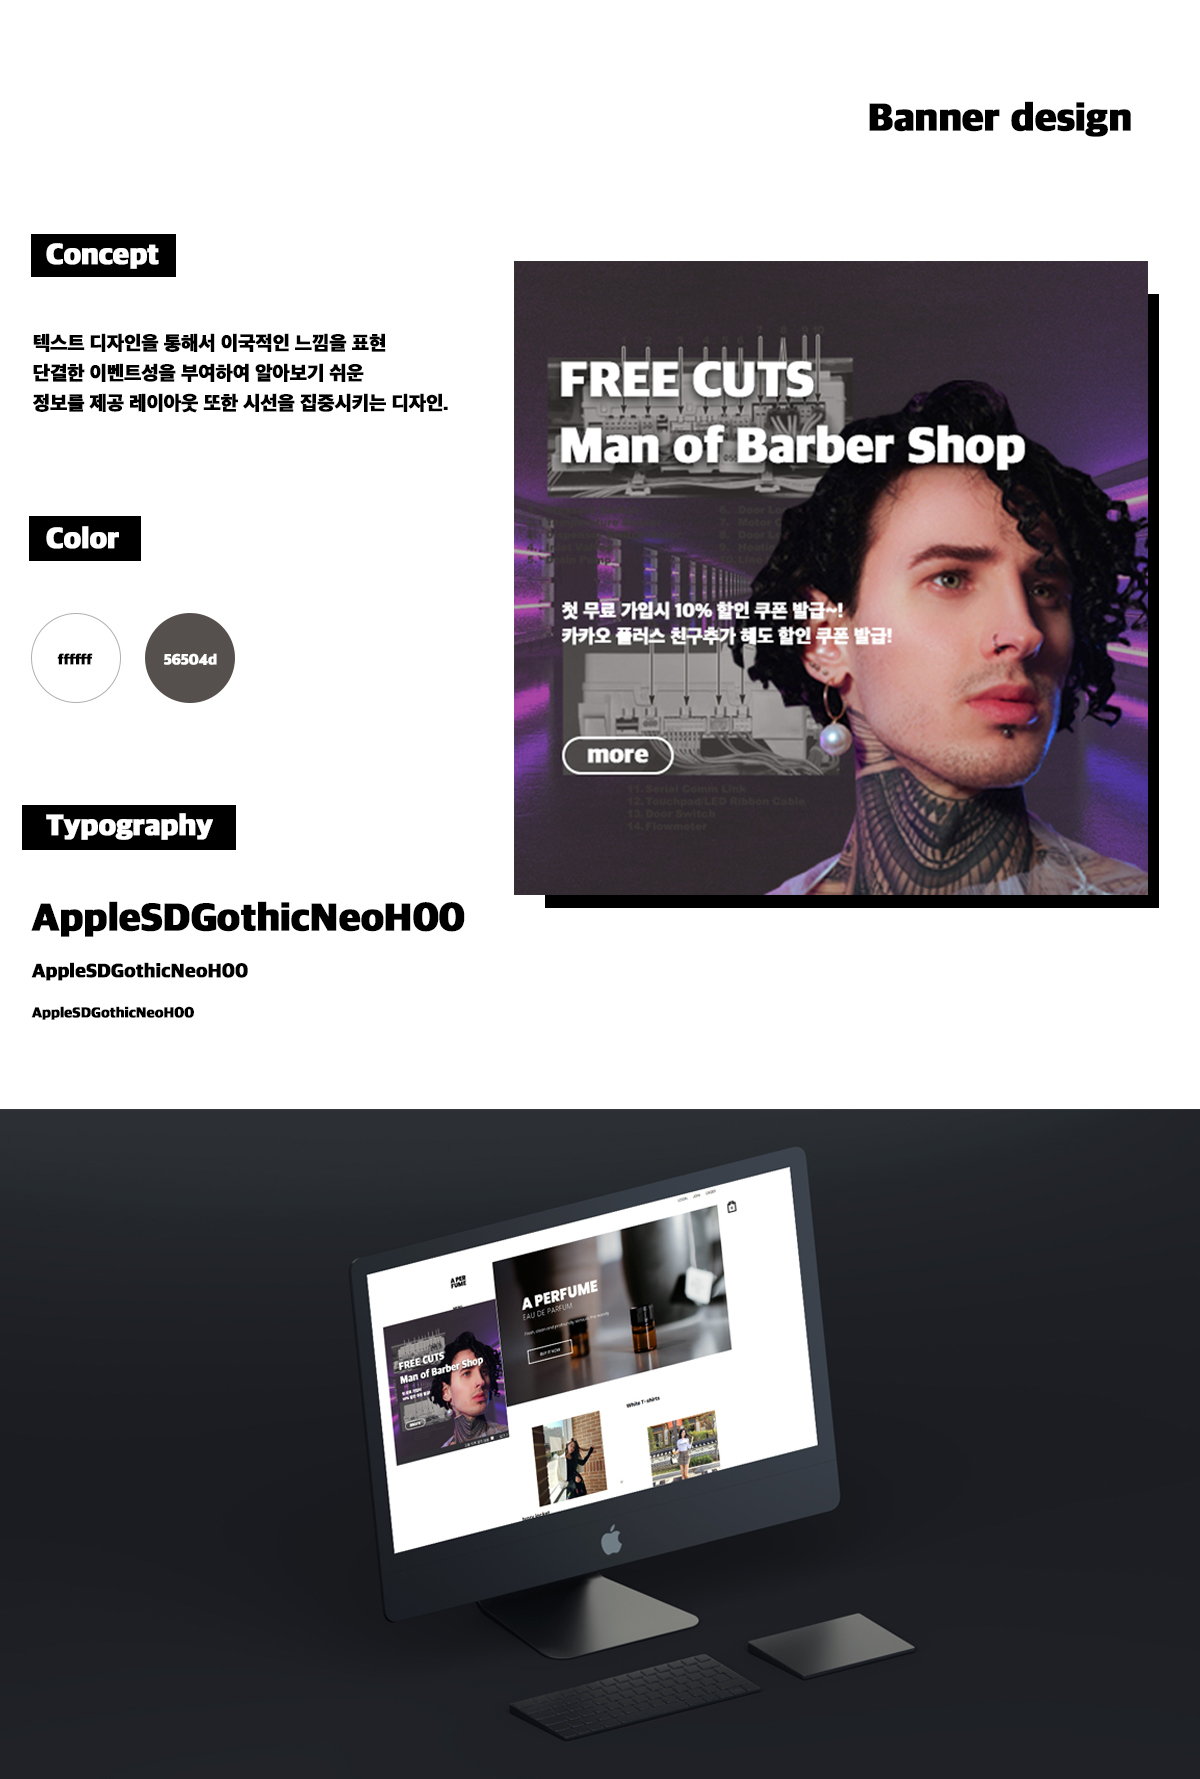 Banner design
Concept
텍스트 디자인을 통해서 이국적인 느낌을 표현
단결한 이벤트성을 부여하여 알아보기 쉬운
정보를 제공 레이아웃 또한 시선을 집중시키는 디자인.
Color
ffffff
56504d
Typography
AppleSDGothicNeoH00
AppleSDGothicNeoH00
AppleSDGothicNeoH00
FREE CUTS
Man of Barber Shop
첫 무료 가입시 10% 할인 쿠폰 발급~!
카카오 플러스 친구추가 해도 할인 쿠폰 발급!
more
11. Serial Comm Link
12. Touchpad/LED Ribbon Cable
13. Door Switch
14. Flowmeter
A PER
FUME
A PERFUME
EAU DE PARFUM
BUY IT NOW
FREE CUTS
Man of Barber Shop
more
White T-shirts